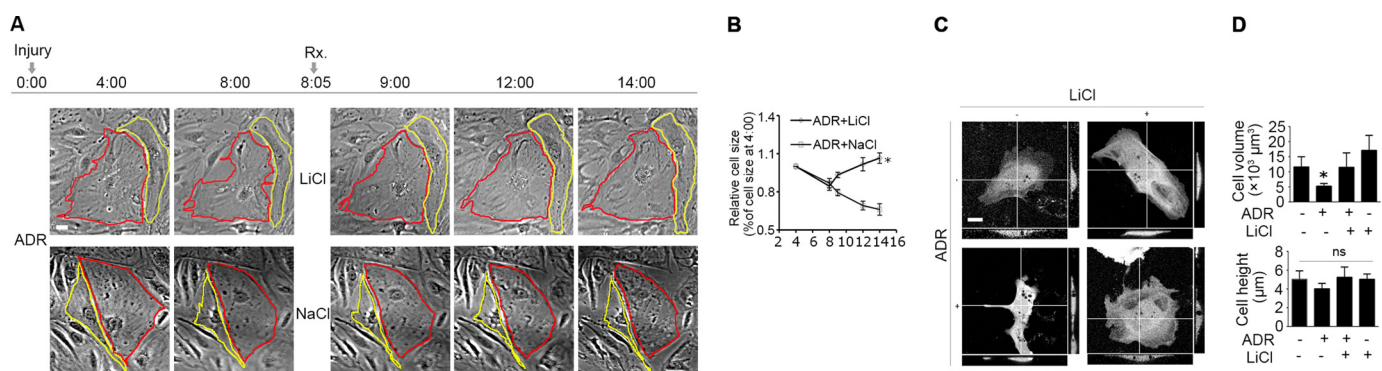 A
Injury
Rx.
0:00 4:00 8:00 8:05 9:00 12:00 14:00
LiCl
ADR
NaCl
B
Relative cell size
(% of cell size at 4:00)
1.4
1.1
0.8
0.5
ADR+LiCl
ADR+NaCl
*
2 4 6 8 10 12 14 16
C
LiCl
- +
ADR
-
+
D
Cell volume
(×10³ μm³)
25
20
15
10
5
0
*
ADR - + + -
LiCl - - + +
Cell height
(μm)
8
6
4
2
0
ns
ADR - + + -
LiCl - - + +